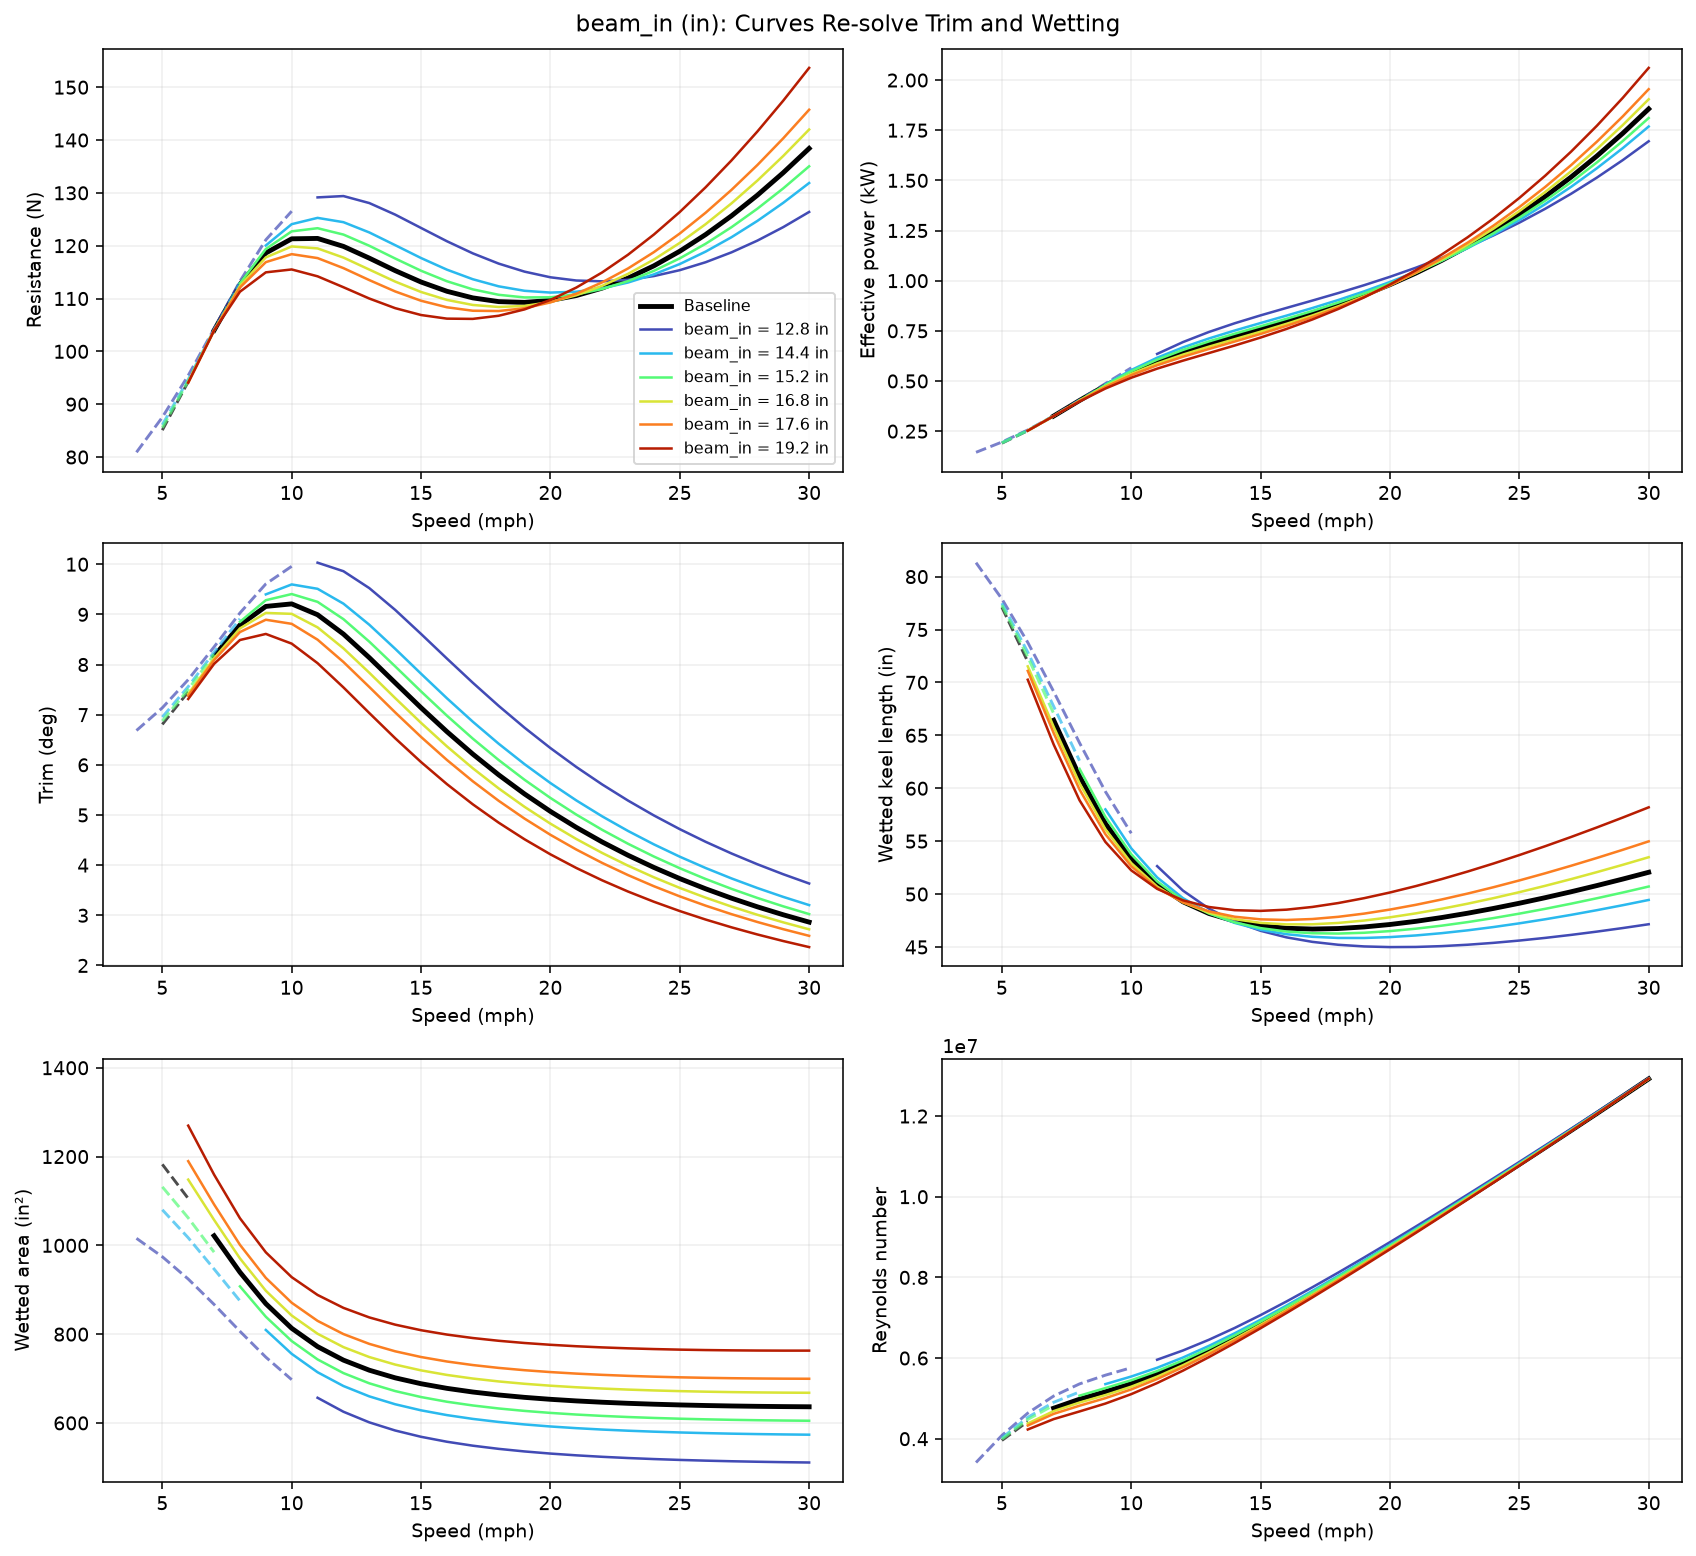 beam_in (in): Curves Re-solve Trim and Wetting
150
140
130
120
110
100
90
80
Resistance (N)
Baseline
beam_in = 12.8 in
beam_in = 14.4 in
beam_in = 15.2 in
beam_in = 16.8 in
beam_in = 17.6 in
beam_in = 19.2 in
5 10 15 20 25 30
Speed (mph)
2.00
1.75
1.50
1.25
1.00
0.75
0.50
0.25
Effective power (kW)
5 10 15 20 25 30
Speed (mph)
10
9
8
7
6
5
4
3
2
Trim (deg)
5 10 15 20 25 30
Speed (mph)
80
75
70
65
60
55
50
45
Wetted keel length (in)
5 10 15 20 25 30
Speed (mph)
1400
1200
1000
800
600
Wetted area (in²)
5 10 15 20 25 30
Speed (mph)
1e7
1.2
1.0
0.8
0.6
0.4
Reynolds number
5 10 15 20 25 30
Speed (mph)